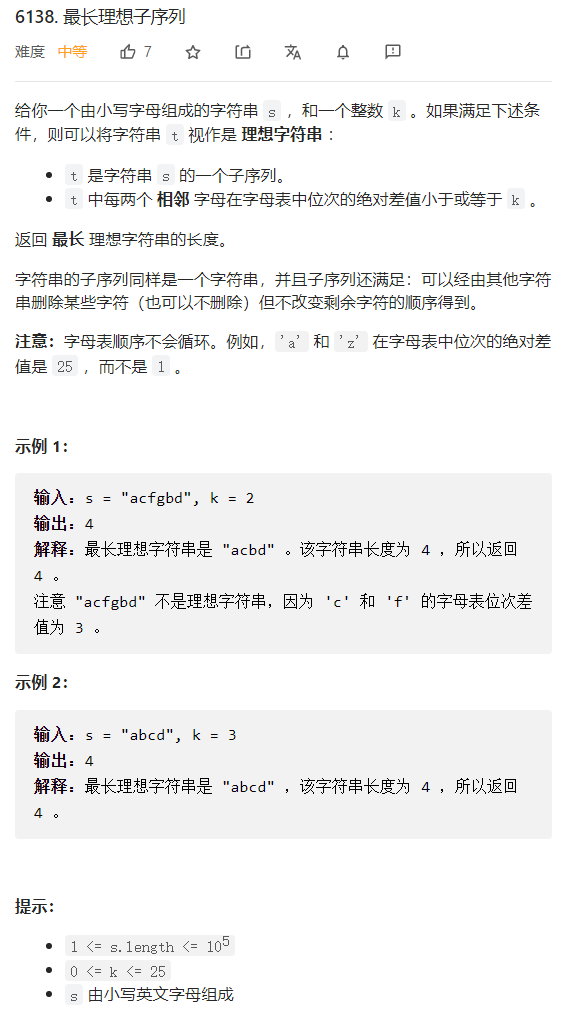 6138. 最长理想子序列
难度 中等 7
给你一个由小写字母组成的字符串 s ，和一个整数 k 。如果满足下述条
件，则可以将字符串 t 视作是 理想字符串 ：
t 是字符串 s 的一个子序列。
t 中每两个 相邻 字母在字母表中位次的绝对差值小于或等于 k 。
返回 最长 理想字符串的长度。
字符串的子序列同样是一个字符串，并且子序列还满足：可以经由其他字符
串删除某些字符（也可以不删除）但不改变剩余字符的顺序得到。
注意：字母表顺序不会循环。例如，'a' 和 'z' 在字母表中位次的绝对差
值是 25 ，而不是 1 。
示例 1：
输入：s = "acfgbd", k = 2
输出：4
解释：最长理想字符串是 "acbd" 。该字符串长度为 4 ，所以返回
4 。
注意 "acfgbd" 不是理想字符串，因为 'c' 和 'f' 的字母表位次差
值为 3 。
示例 2：
输入：s = "abcd", k = 3
输出：4
解释：最长理想字符串是 "abcd" ，该字符串长度为 4 ，所以返回
4 。
提示：
1 <= s.length <= 10⁵
0 <= k <= 25
s 由小写英文字母组成